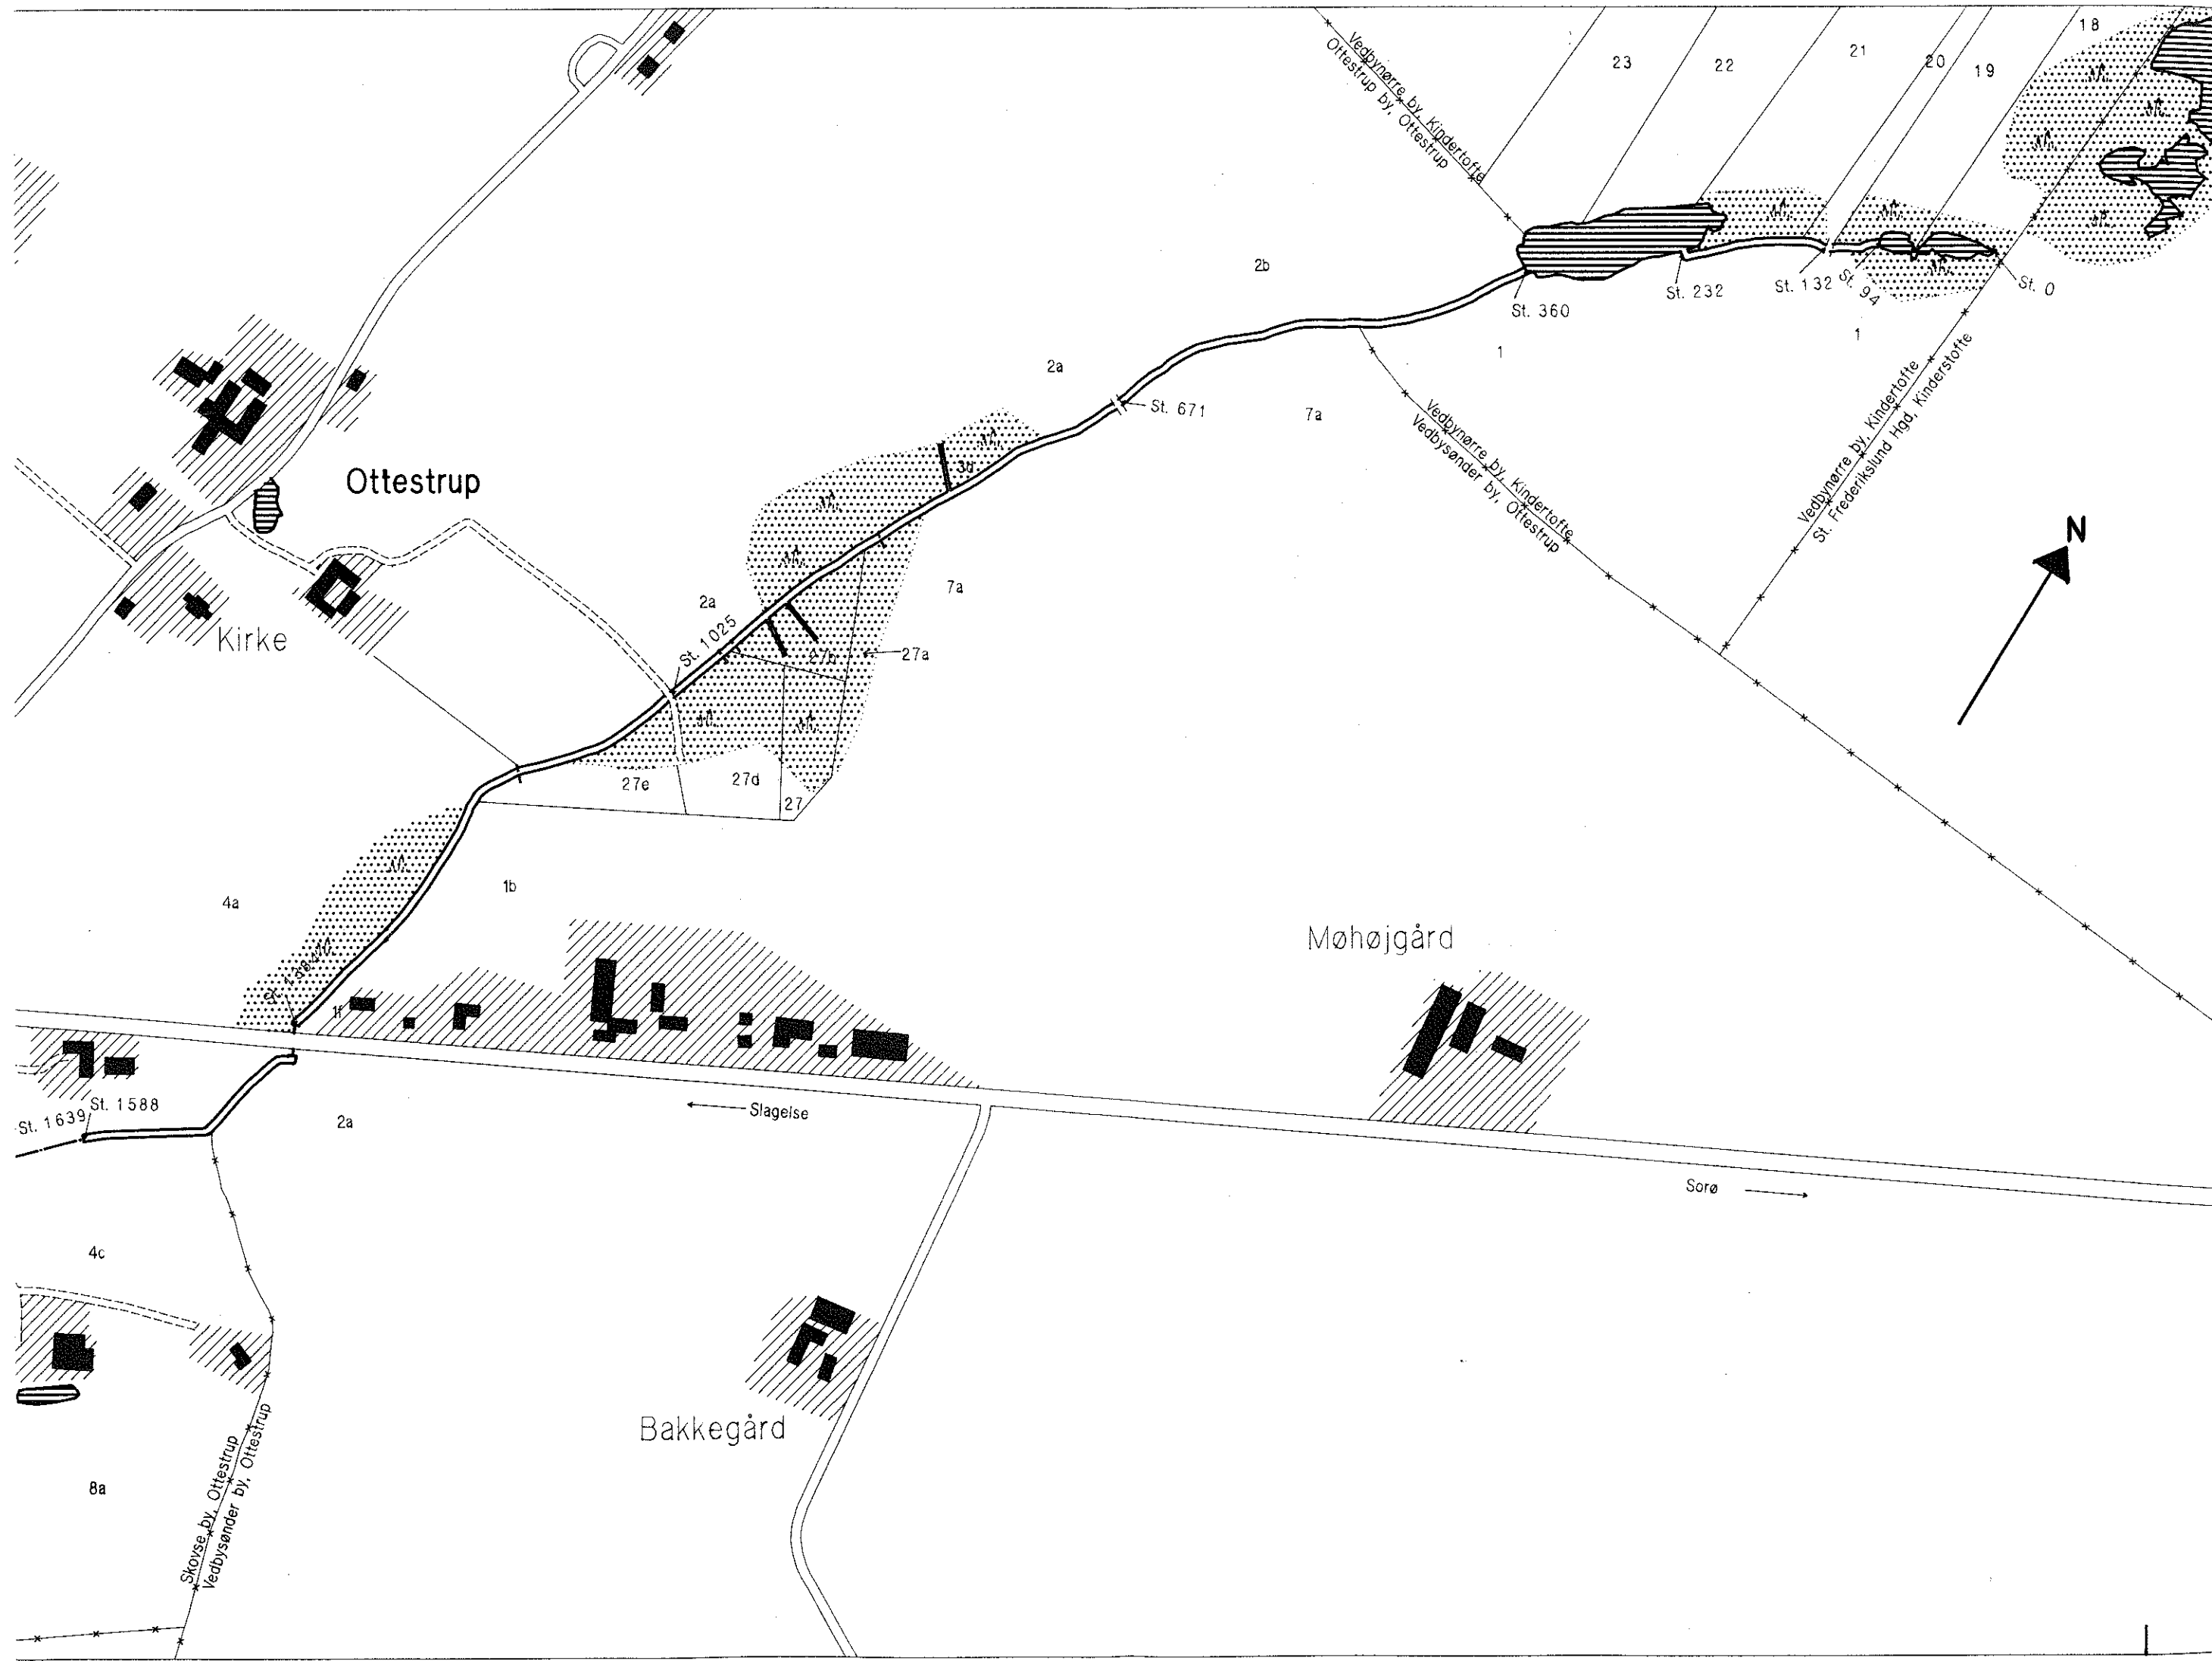 18
21
23
22
20
19
Vedbynørre by, Kindertofte
Ottestrup by, Ottestrup
2b
St. 360
St. 232
St. 132
St. 94
St. 0
1
1
2a
St. 671
7a
Vedbynørre by, Kindertofte
Vedbysønder by, Ottestrup
Vedbynørre by, Kindertofte
St. Frederikslund Hgd, Kinderstofte
N
Ottestrup
3d
7a
2a
St. 1025
Kirke
27b
27a
27e
27d
27
1b
4a
Møhøjgård
St. 1384
1f
St. 1639
St. 1588
2a
Slagelse
Sorø
4c
Bakkegård
8a
Skovse by, Ottestrup
Vedbysønder by, Ottestrup